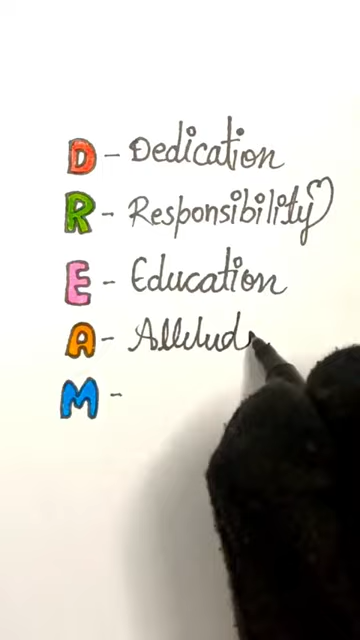 D - Dedication
R - Responsibility
E - Education
A - Attitud
M -